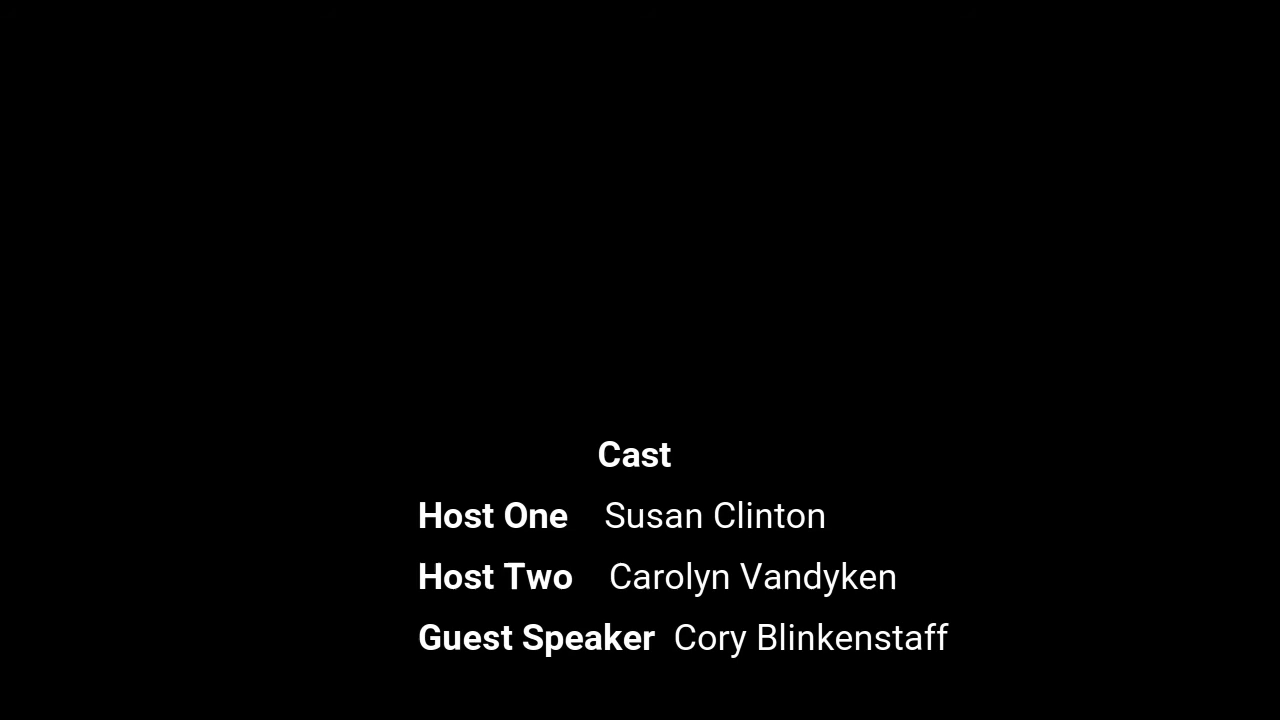 Cast
Host One Susan Clinton
Host Two Carolyn Vandyken
Guest Speaker Cory Blinkenstaff